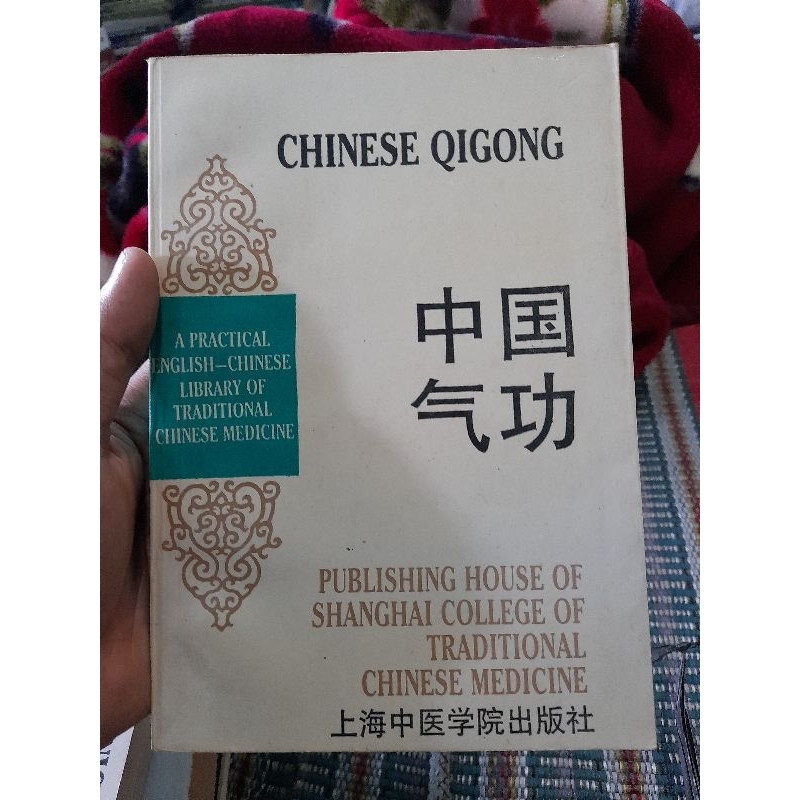 CHINESE QIGONG
中国
气功
A PRACTICAL
ENGLISH—CHINESE
LIBRARY OF
TRADITIONAL
CHINESE MEDICINE
PUBLISHING HOUSE OF
SHANGHAI COLLEGE OF
TRADITIONAL
CHINESE MEDICINE
上海中医学院出版社